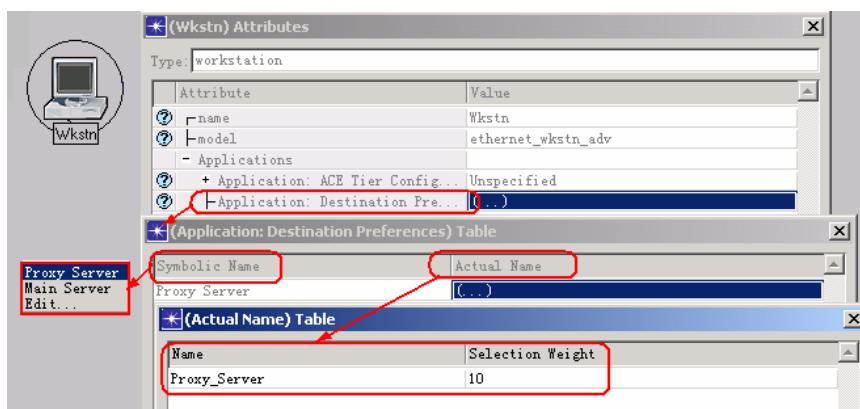 (Wkstn) Attributes
Type: workstation
Attribute Value
name Wkstn
model ethernet_wkstn_adv
- Applications
+ Application: ACE Tier Config... Unspecified
Application: Destination Pre... (...)
Wkstn
(Application: Destination Preferences) Table
Symbolic Name Actual Name
Proxy Server (...)
Proxy Server
Main Server
Edit...
(Actual Name) Table
Name Selection Weight
Proxy_Server 10